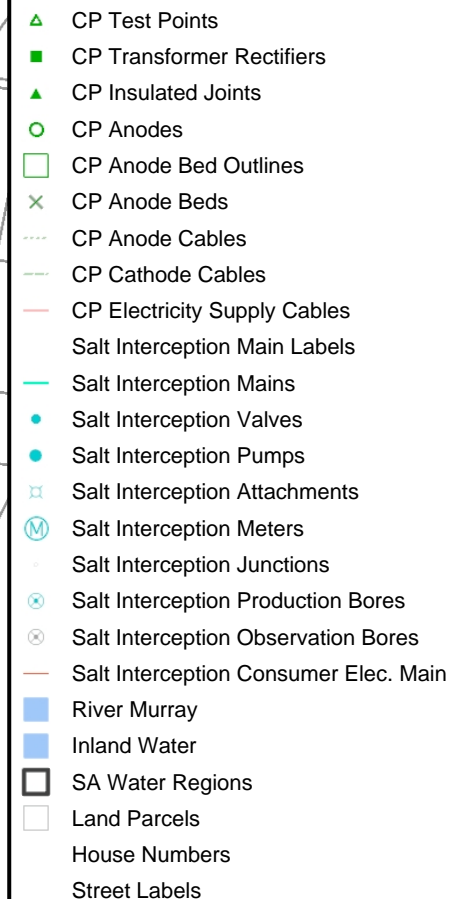 CP Test Points
CP Transformer Rectifiers
CP Insulated Joints
CP Anodes
CP Anode Bed Outlines
CP Anode Beds
CP Anode Cables
CP Cathode Cables
CP Electricity Supply Cables
Salt Interception Main Labels
Salt Interception Mains
Salt Interception Valves
Salt Interception Pumps
Salt Interception Attachments
M Salt Interception Meters
Salt Interception Junctions
Salt Interception Production Bores
Salt Interception Observation Bores
Salt Interception Consumer Elec. Main
River Murray
Inland Water
SA Water Regions
Land Parcels
House Numbers
Street Labels